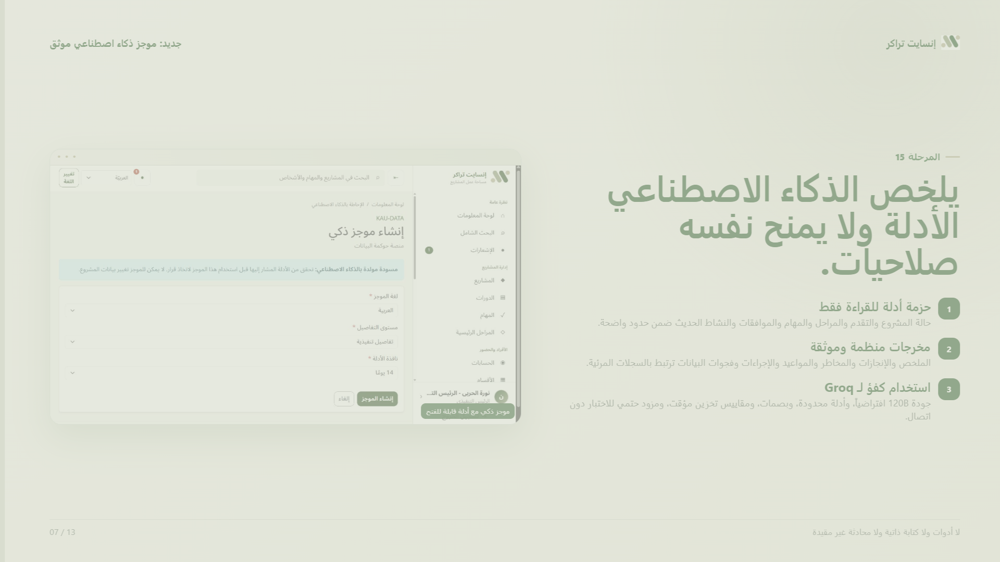 إنسايت تراكر
جديد: موجز ذكاء اصطناعي موثق
المرحلة 15
يلخص الذكاء الاصطناعي
الأدلة ولا يمنح نفسه
صلاحيات.
1
حزمة أدلة للقراءة فقط
حالة المشروع والتقدم والمراحل والمهام والموافقات والنشاط الحديث ضمن حدود واضحة.
2
مخرجات منظمة وموثقة
الملخص والإنجازات والمخاطر والمواعيد والإجراءات وفجوات البيانات ترتبط بالسجلات المرئية.
3
استخدام كفؤ لـ Groq
جودة 120B افتراضياً، وأدلة محدودة، وبصمات، ومقاييس تخزين مؤقت، ومزود حتمي للاختبار دون
اتصال.
إنسايت تراكر
مساحة عمل المشاريع
نظرة عامة
لوحة المعلومات
البحث الشامل
الإشعارات
1
إدارة المشاريع
المشاريع
الدورات
المهام
المراحل الرئيسية
الأفراد والحضور
الحسابات
الأقسام
ن
نورة الحربي - الرئيس التـ...
الرئيس التنفيذي
موجز ذكي مع أدلة قابلة للفتح
البحث في المشاريع والمهام والأشخاص
العربيّة
تغيير
اللغة
لوحة المعلومات / الإحاطة بالذكاء الاصطناعي
KAU-DATA
إنشاء موجز ذكي
منصة حوكمة البيانات
مسودة مولدة بالذكاء الاصطناعي: تحقق من الأدلة المشار إليها قبل استخدام هذا الموجز لاتخاذ قرار. لا يمكن للموجز تغيير بيانات المشروع.
لغة الموجز *
العربية
مستوى التفاصيل *
تفاصيل تنفيذية
نافذة الأدلة *
14 يومًا
إنشاء الموجز
إلغاء
لا أدوات ولا كتابة ذاتية ولا محادثة غير مقيدة
07 / 13